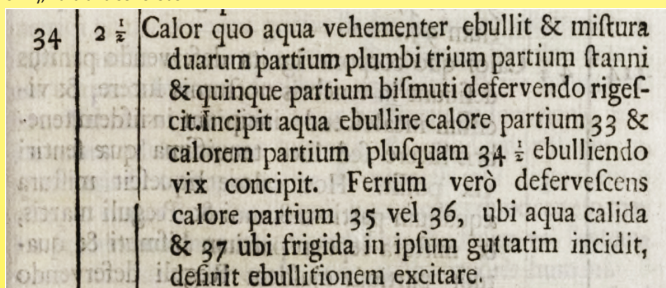 34 2 ½ Calor quo aqua vehementer ebullit & miſtura
duarum partium plumbi trium partium ſtanni
& quinque partium biſmuti defervendo rigeſ-
cit.Incipit aqua ebullire calore partium 33 &
calorem partium pluſquam 34 ½ ebulliendo
vix concipit. Ferrum verò deferveſcens
calore partium 35 vel 36, ubi aqua calida
& 37 ubi frigida in ipſum guttatim incidit,
deſinit ebullitionem excitare.